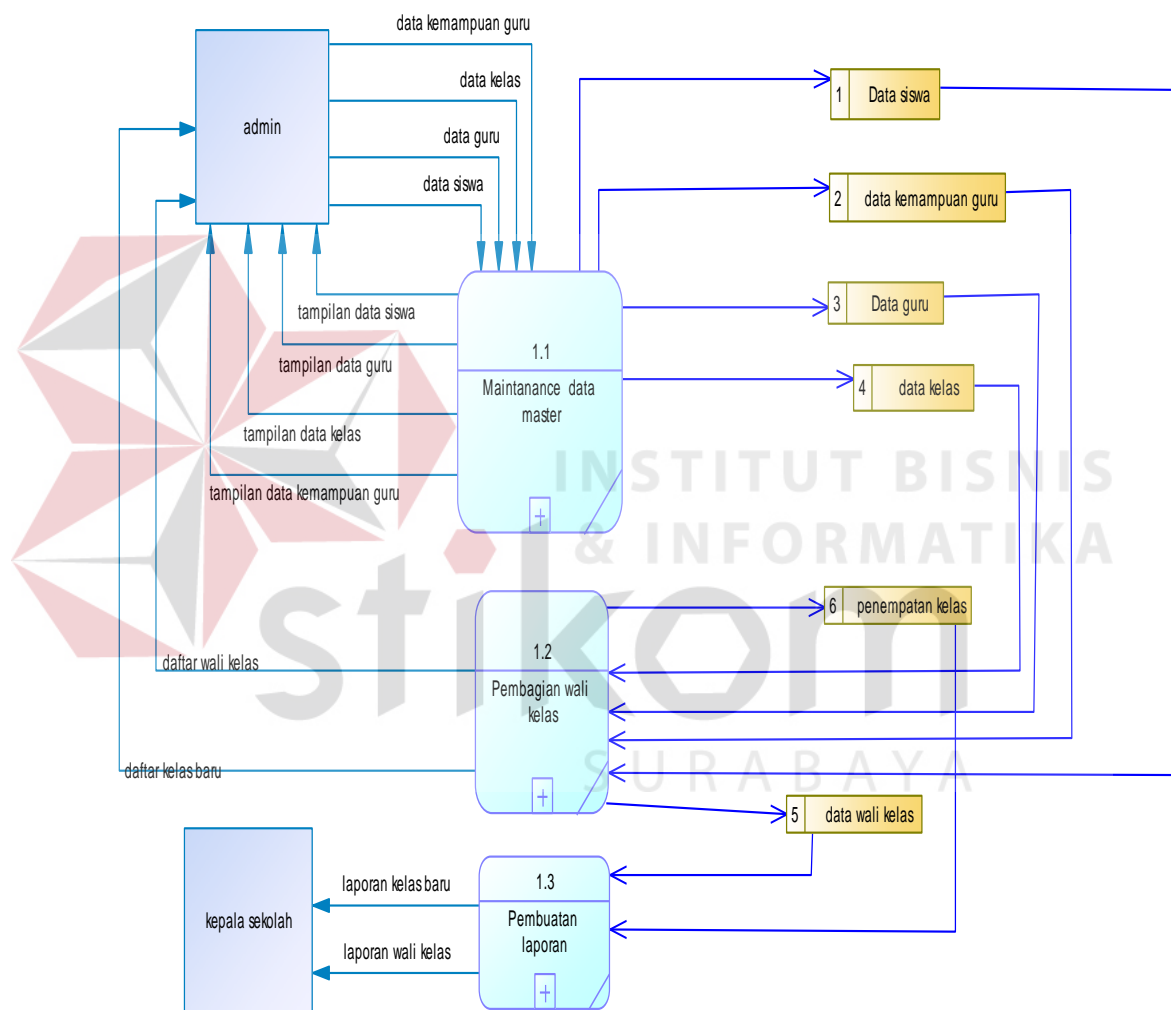 data kemampuan guru
data kelas
data guru
data siswa
admin
1
Data siswa
2
data kemampuan guru
3
Data guru
4
data kelas
tampilan data siswa
tampilan data guru
tampilan data kelas
tampilan data kemampuan guru
1.1
Maintanance data
master
+
INSTITUT BISNIS
& INFORMATIKA
stikom
SURABAYA
6
penempatan kelas
1.2
Pembagian wali
kelas
+
daftar wali kelas
daftar kelas baru
5
data wali kelas
kepala sekolah
laporan kelas baru
laporan wali kelas
1.3
Pembuatan
laporan
+